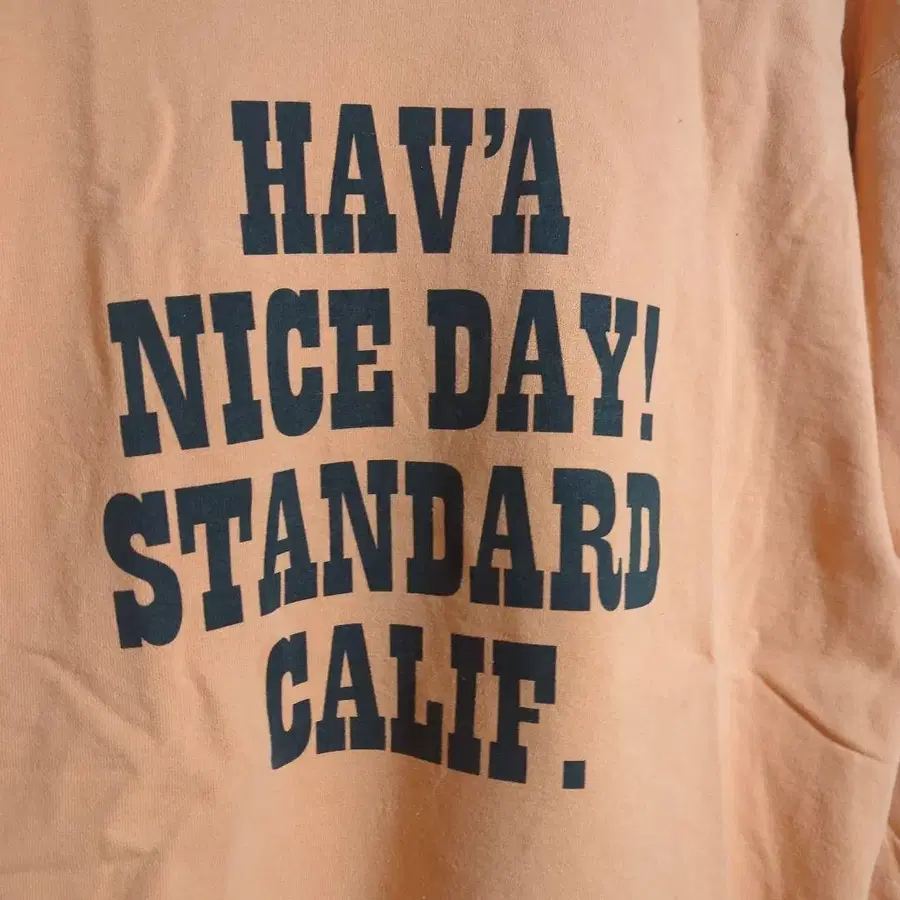 HAV'A
NICE DAY!
STANDARD
CALIF.